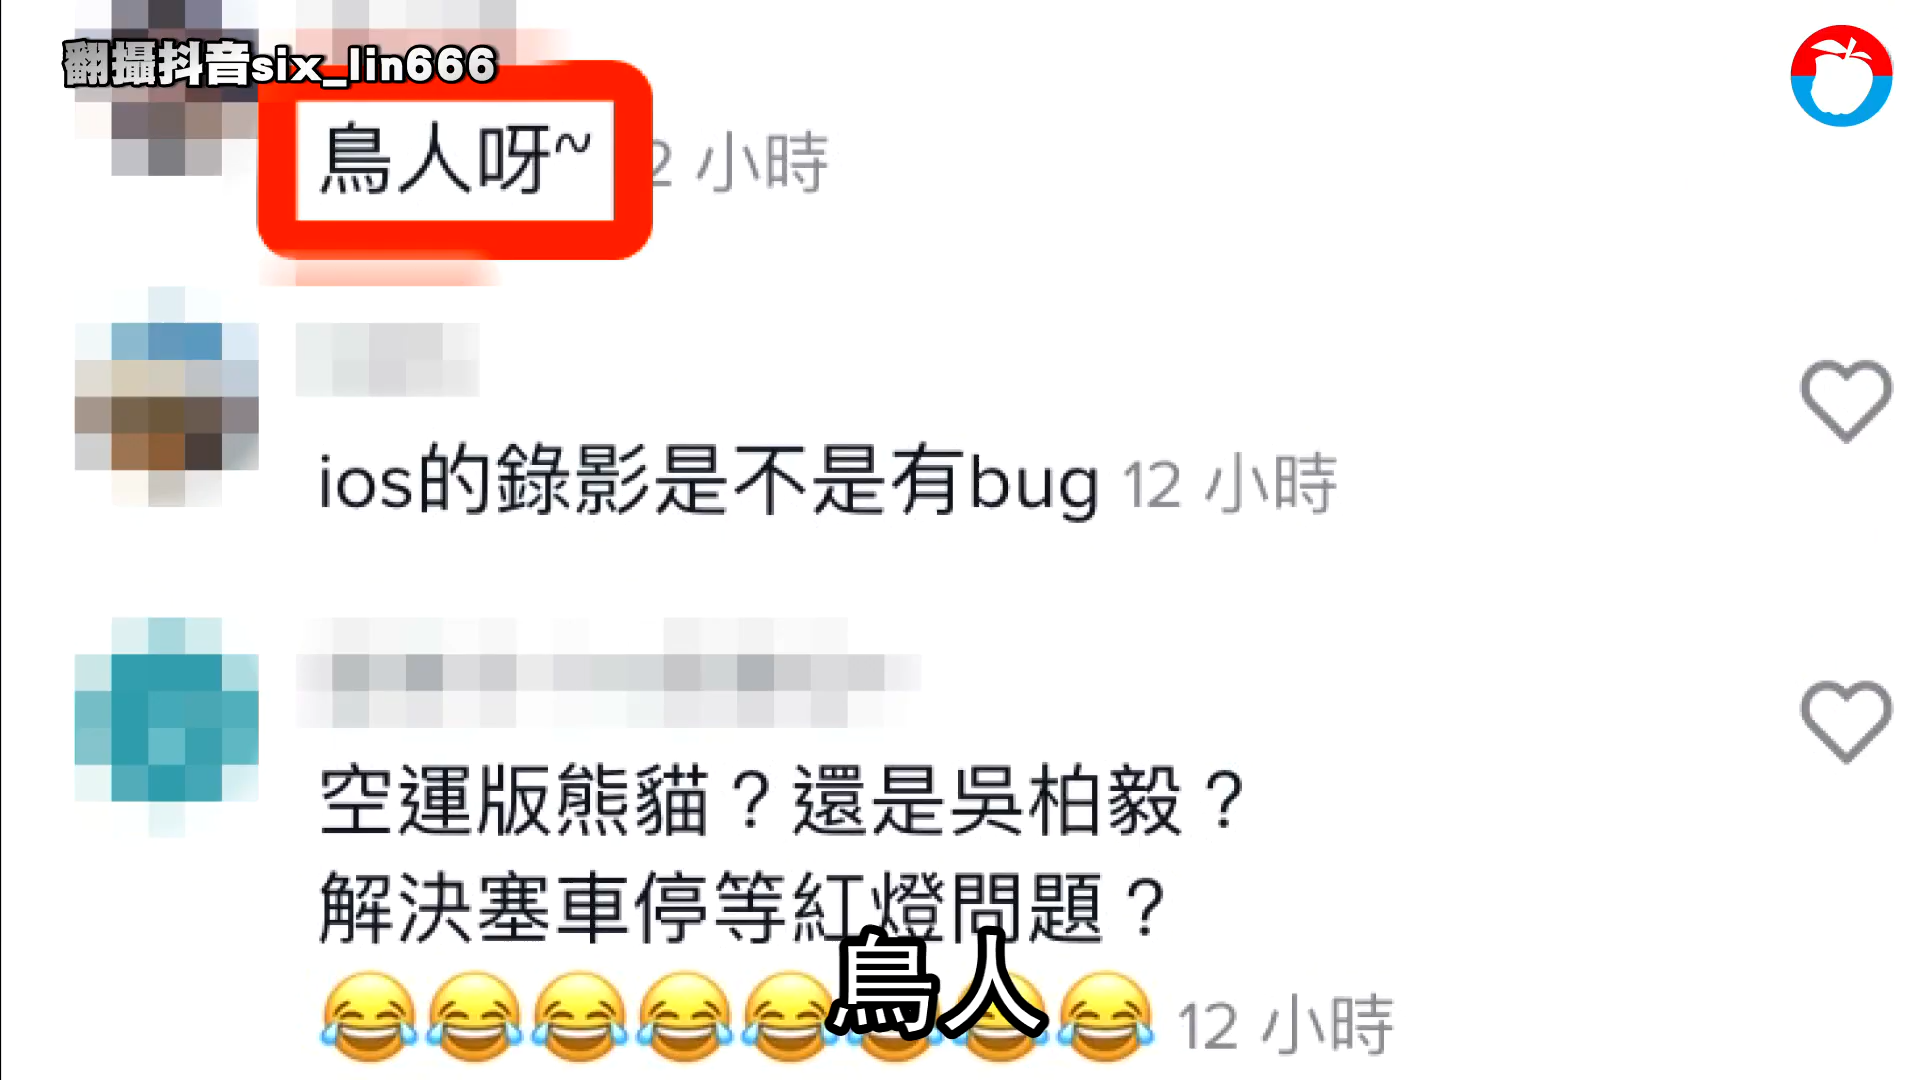 翻攝抖音six_lin666
鳥人呀~ 2 小時
ios的錄影是不是有bug 12 小時
空運版熊貓？還是吳柏毅？
解決塞車停等紅燈問題？
😂😂😂😂😂😂😂😂 12 小時
鳥人